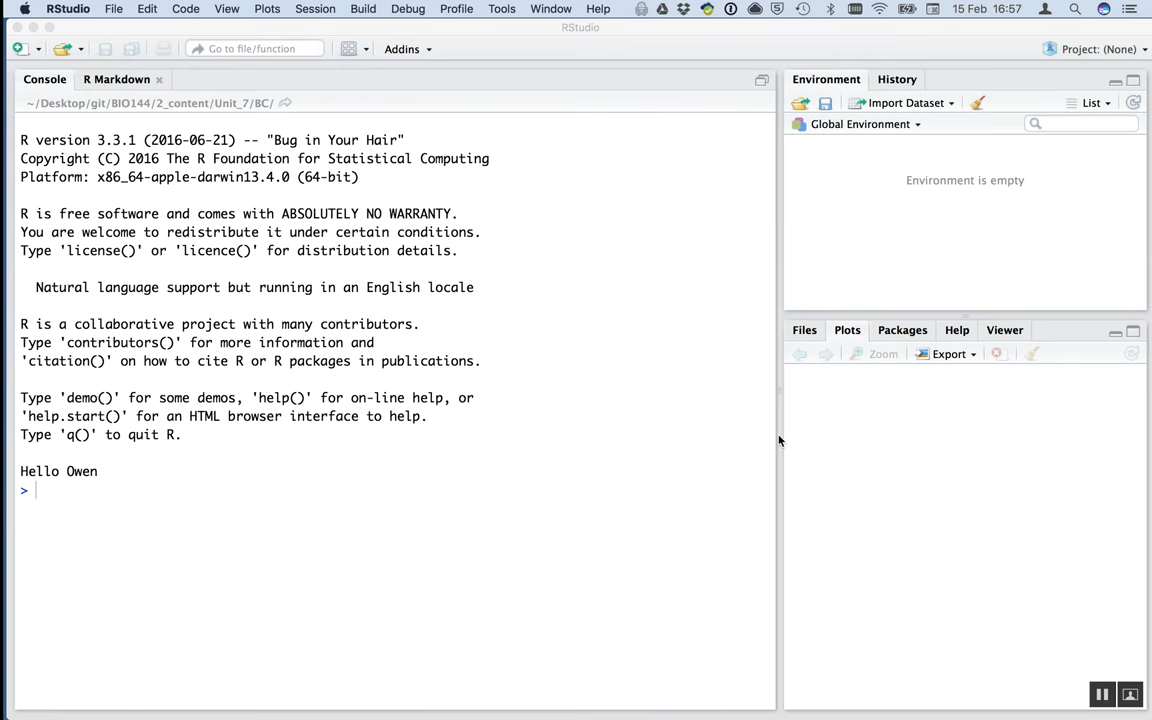 RStudio File Edit Code View Plots Session Build Debug Profile Tools Window Help 15 Feb 16:57
RStudio
Go to file/function Addins Project: (None)
Console R Markdown
~/Desktop/git/BIO144/2_content/Unit_7/BC/
R version 3.3.1 (2016-06-21) -- "Bug in Your Hair"
Copyright (C) 2016 The R Foundation for Statistical Computing
Platform: x86_64-apple-darwin13.4.0 (64-bit)
R is free software and comes with ABSOLUTELY NO WARRANTY.
You are welcome to redistribute it under certain conditions.
Type 'license()' or 'licence()' for distribution details.
Natural language support but running in an English locale
R is a collaborative project with many contributors.
Type 'contributors()' for more information and
'citation()' on how to cite R or R packages in publications.
Type 'demo()' for some demos, 'help()' for on-line help, or
'help.start()' for an HTML browser interface to help.
Type 'q()' to quit R.
Hello Owen
>
Environment History
Import Dataset List
Global Environment
Environment is empty
Files Plots Packages Help Viewer
Zoom Export